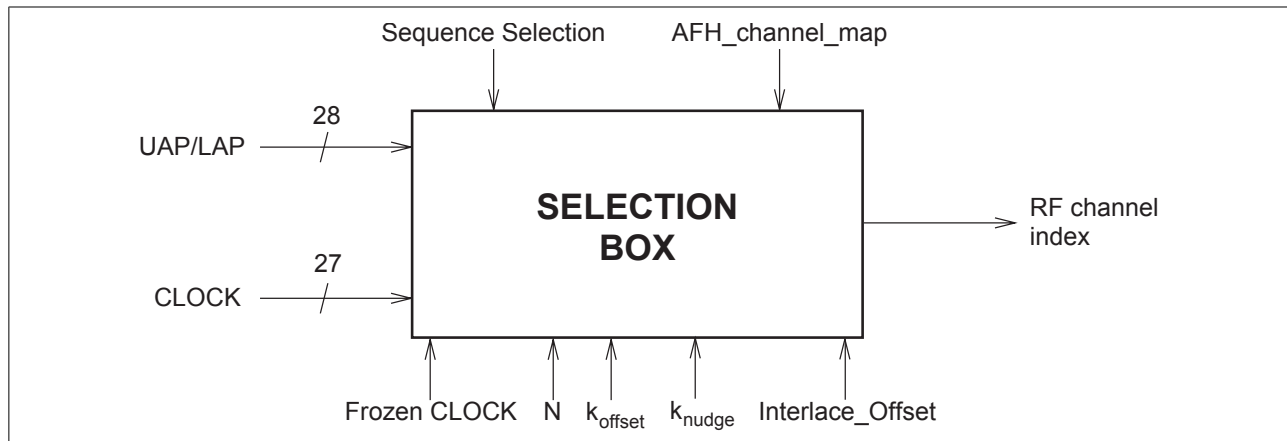 Sequence Selection
AFH_channel_map
28
UAP/LAP
SELECTION
BOX
RF channel
index
27
CLOCK
Frozen CLOCK
N
koffset
knudge
Interlace_Offset